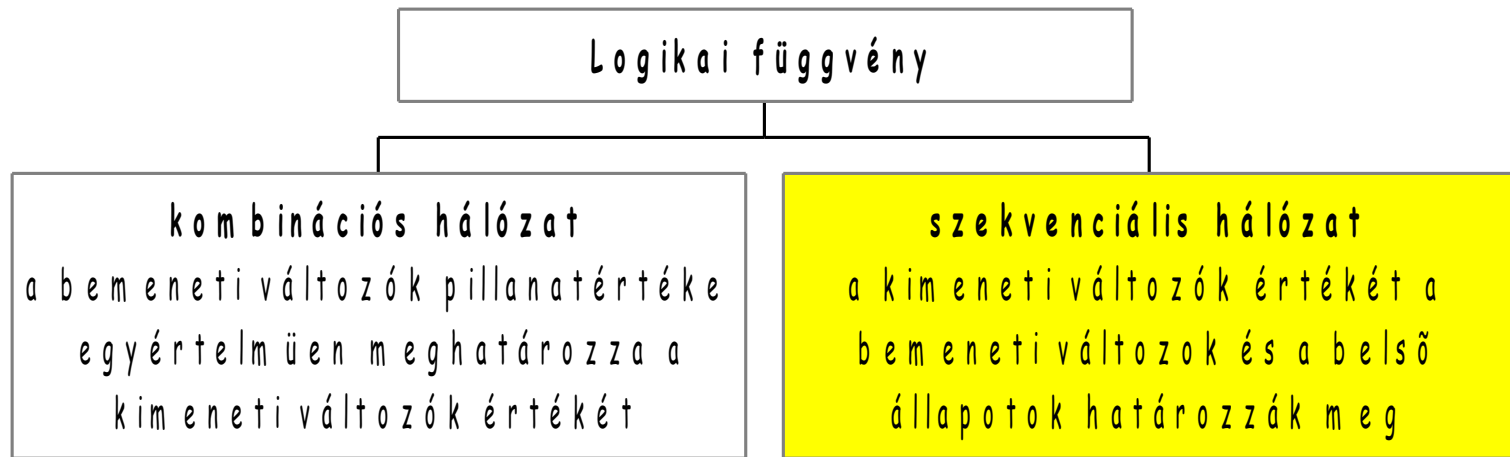 Logikai függvény
kombinációs hálózat
a bemeneti változók pillanatértéke
egyértelmüen meghatározza a
kimeneti változók értékét
szekvenciális hálózat
a kimeneti változók értékét a
bemeneti változok és a belsõ
állapotok határozzák meg